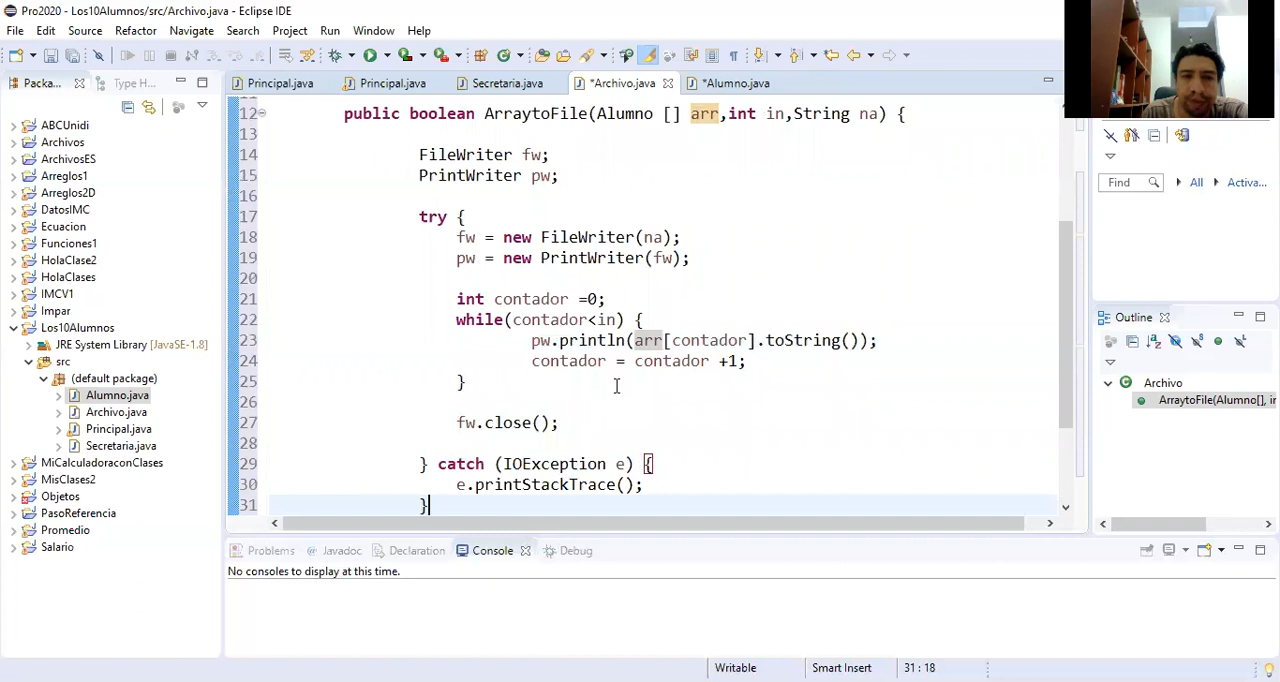 Pro2020 - Los10Alumnos/src/Archivo.java - Eclipse IDE
File Edit Source Refactor Navigate Search Project Run Window Help
Packa... Type H...
Principal.java Principal.java Secretaria.java *Archivo.java *Alumno.java
ABCUnidi
Archivos
ArchivosES
Arreglos1
Arreglos2D
DatosIMC
Ecuacion
Funciones1
HolaClase2
HolaClases
IMCV1
Impar
Los10Alumnos
JRE System Library [JavaSE-1.8]
src
(default package)
Alumno.java
Archivo.java
Principal.java
Secretaria.java
MiCalculadoraconClases
MisClases2
Objetos
PasoReferencia
Promedio
Salario
12 public boolean ArraytoFile(Alumno [] arr,int in,String na) {
13
14 FileWriter fw;
15 PrintWriter pw;
16
17 try {
18 fw = new FileWriter(na);
19 pw = new PrintWriter(fw);
20
21 int contador =0;
22 while(contador<in) {
23 pw.println(arr[contador].toString());
24 contador = contador +1;
25 }
26
27 fw.close();
28
29 } catch (IOException e) {
30 e.printStackTrace();
31 }
Find All Activa...
Outline
Archivo
ArraytoFile(Alumno[], in
Problems Javadoc Declaration Console Debug
No consoles to display at this time.
Writable Smart Insert 31 : 18